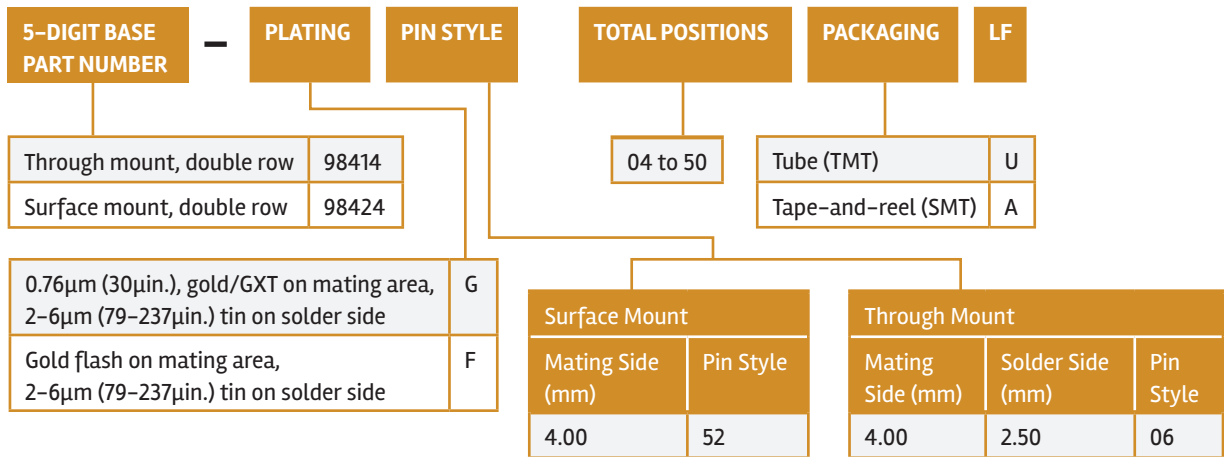 5-DIGIT BASE
PART NUMBER
–
PLATING
PIN STYLE
TOTAL POSITIONS
PACKAGING
LF
Through mount, double row 98414
Surface mount, double row 98424
04 to 50
Tube (TMT) U
Tape-and-reel (SMT) A
0.76µm (30µin.), gold/GXT on mating area, G
2-6µm (79-237µin.) tin on solder side
Gold flash on mating area, F
2-6µm (79-237µin.) tin on solder side
Surface Mount
Mating Side Pin Style
(mm)
4.00 52
Through Mount
Mating Solder Side Pin
Side (mm) (mm) Style
4.00 2.50 06